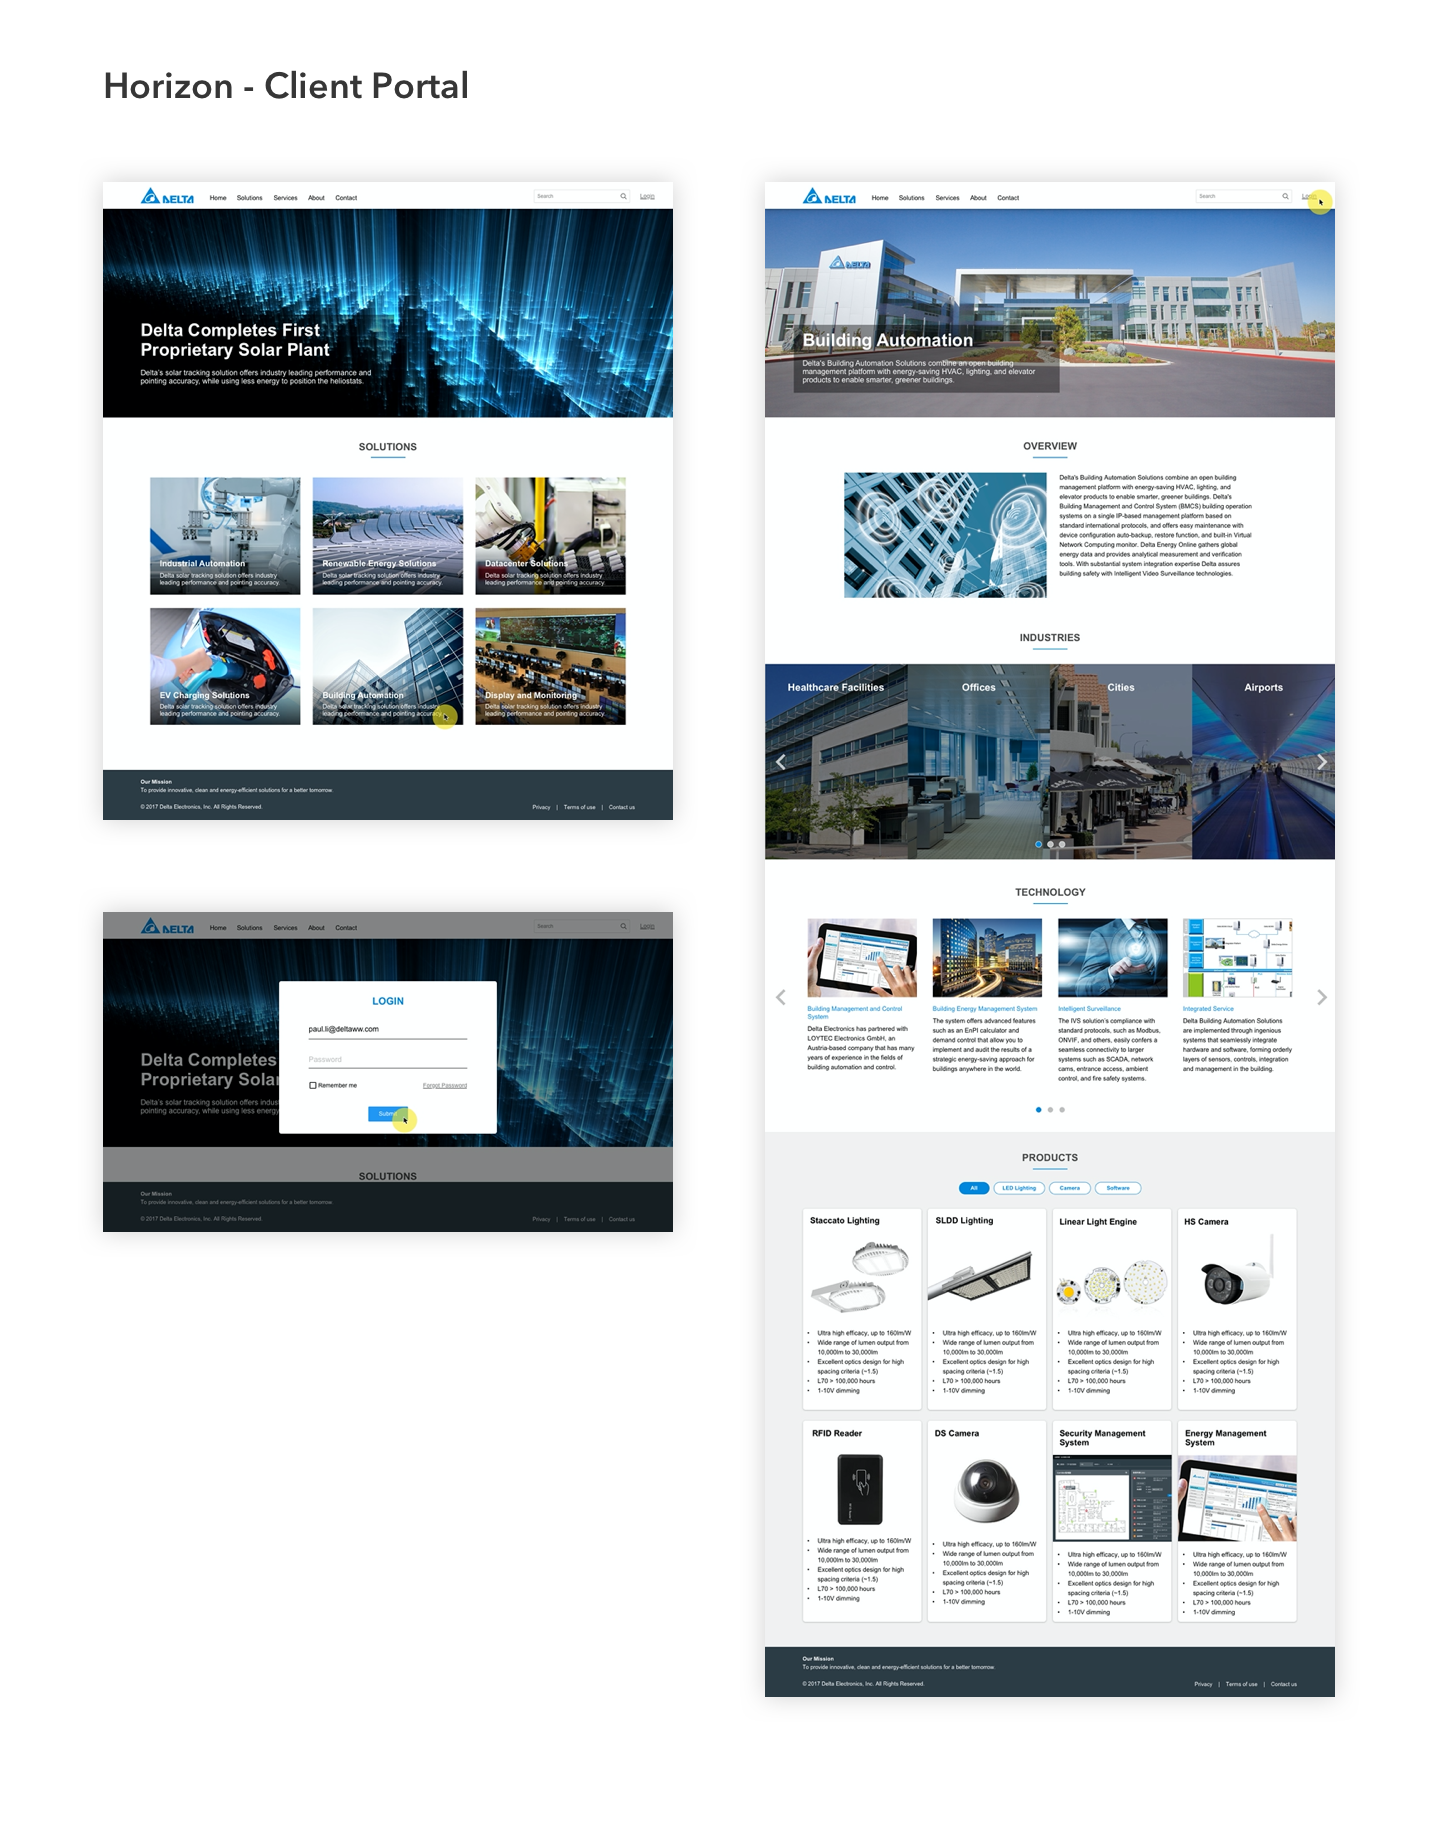 Horizon - Client Portal
DELTA Home Solutions Services About Contact Search Login
Delta Completes First
Proprietary Solar Plant
Delta's solar tracking solution offers industry leading performance and
pointing accuracy, while using less energy to position the heliostats.
SOLUTIONS
Industrial Automation
Delta solar tracking solution offers industry
leading performance and pointing accuracy.
Renewable Energy Solutions
Delta solar tracking solution offers industry
leading performance and pointing accuracy.
Datacenter Solutions
Delta solar tracking solution offers industry
leading performance and pointing accuracy.
EV Charging Solutions
Delta solar tracking solution offers industry
leading performance and pointing accuracy.
Building Automation
Delta solar tracking solution offers industry
leading performance and pointing accuracy.
Display and Monitoring
Delta solar tracking solution offers industry
leading performance and pointing accuracy.
Our Mission
To provide innovative, clean and energy-efficient solutions for a better tomorrow.
© 2017 Delta Electronics, Inc. All Rights Reserved. Privacy | Terms of use | Contact us
DELTA Home Solutions Services About Contact Search Login
Delta Completes
Proprietary Solar
Delta's solar tracking solution offers indus
pointing accuracy, while using less energy
LOGIN
paul.li@deltaww.com
Password
Remember me Forgot Password
Submit
SOLUTIONS
Our Mission
To provide innovative, clean and energy-efficient solutions for a better tomorrow.
© 2017 Delta Electronics, Inc. All Rights Reserved. Privacy | Terms of use | Contact us
DELTA Home Solutions Services About Contact Search Login
DELTA
Building Automation
Delta's Building Automation Solutions combine an open building
management platform with energy-saving HVAC, lighting, and elevator
products to enable smarter, greener buildings.
OVERVIEW
Delta's Building Automation Solutions combine an open building
management platform with energy-saving HVAC, lighting, and
elevator products to enable smarter, greener buildings. Delta's
Building Management and Control System (BMCS) building operation
systems on a single IP-based management platform based on
standard international protocols, and offers easy maintenance with
device configuration auto-backup, restore function, and built-in Virtual
Network Computing monitor. Delta Energy Online gathers global
energy data and provides analytical measurement and verification
tools. With substantial system integration expertise Delta assures
building safety with Intelligent Video Surveillance technologies.
INDUSTRIES
Healthcare Facilities
Offices
Cities
Airports
TECHNOLOGY
Building Management and Control
System
Delta Electronics has partnered with
LOYTEC Electronics GmbH, an
Austria-based company that has many
years of experience in the fields of
building automation and control.
Building Energy Management System
The system offers advanced features
such as an EnPI calculator and
demand control that allow you to
implement and audit the results of a
strategic energy-saving approach for
buildings anywhere in the world.
Intelligent Surveillance
The IVS solution's compliance with
standard protocols, such as Modbus,
ONVIF, and others, easily confers a
seamless connectivity to larger
systems such as SCADA, network
cams, entrance access, ambient
control, and fire safety systems.
Integrated Service
Delta Building Automation Solutions
are implemented through ingenious
systems that seamlessly integrate
hardware and software, forming orderly
layers of sensors, controls, integration
and management in the building.
PRODUCTS
All LED Lighting Camera Software
Staccato Lighting
• Ultra high efficacy, up to 160lm/W
• Wide range of lumen output from
10,000lm to 30,000lm
• Excellent optics design for high
spacing criteria (~1.5)
• L70 > 100,000 hours
• 1-10V dimming
SLDD Lighting
• Ultra high efficacy, up to 160lm/W
• Wide range of lumen output from
10,000lm to 30,000lm
• Excellent optics design for high
spacing criteria (~1.5)
• L70 > 100,000 hours
• 1-10V dimming
Linear Light Engine
• Ultra high efficacy, up to 160lm/W
• Wide range of lumen output from
10,000lm to 30,000lm
• Excellent optics design for high
spacing criteria (~1.5)
• L70 > 100,000 hours
• 1-10V dimming
HS Camera
• Ultra high efficacy, up to 160lm/W
• Wide range of lumen output from
10,000lm to 30,000lm
• Excellent optics design for high
spacing criteria (~1.5)
• L70 > 100,000 hours
• 1-10V dimming
RFID Reader
• Ultra high efficacy, up to 160lm/W
• Wide range of lumen output from
10,000lm to 30,000lm
• Excellent optics design for high
spacing criteria (~1.5)
• L70 > 100,000 hours
• 1-10V dimming
DS Camera
• Ultra high efficacy, up to 160lm/W
• Wide range of lumen output from
10,000lm to 30,000lm
• Excellent optics design for high
spacing criteria (~1.5)
• L70 > 100,000 hours
• 1-10V dimming
Security Management
System
• Ultra high efficacy, up to 160lm/W
• Wide range of lumen output from
10,000lm to 30,000lm
• Excellent optics design for high
spacing criteria (~1.5)
• L70 > 100,000 hours
• 1-10V dimming
Energy Management
System
• Ultra high efficacy, up to 160lm/W
• Wide range of lumen output from
10,000lm to 30,000lm
• Excellent optics design for high
spacing criteria (~1.5)
• L70 > 100,000 hours
• 1-10V dimming
Our Mission
To provide innovative, clean and energy-efficient solutions for a better tomorrow.
© 2017 Delta Electronics, Inc. All Rights Reserved. Privacy | Terms of use | Contact us